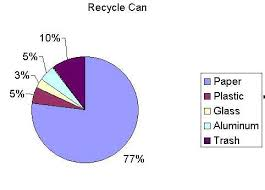 Recycle Can
10%
5%
3%
5%
77%
Paper
Plastic
Glass
Aluminum
Trash